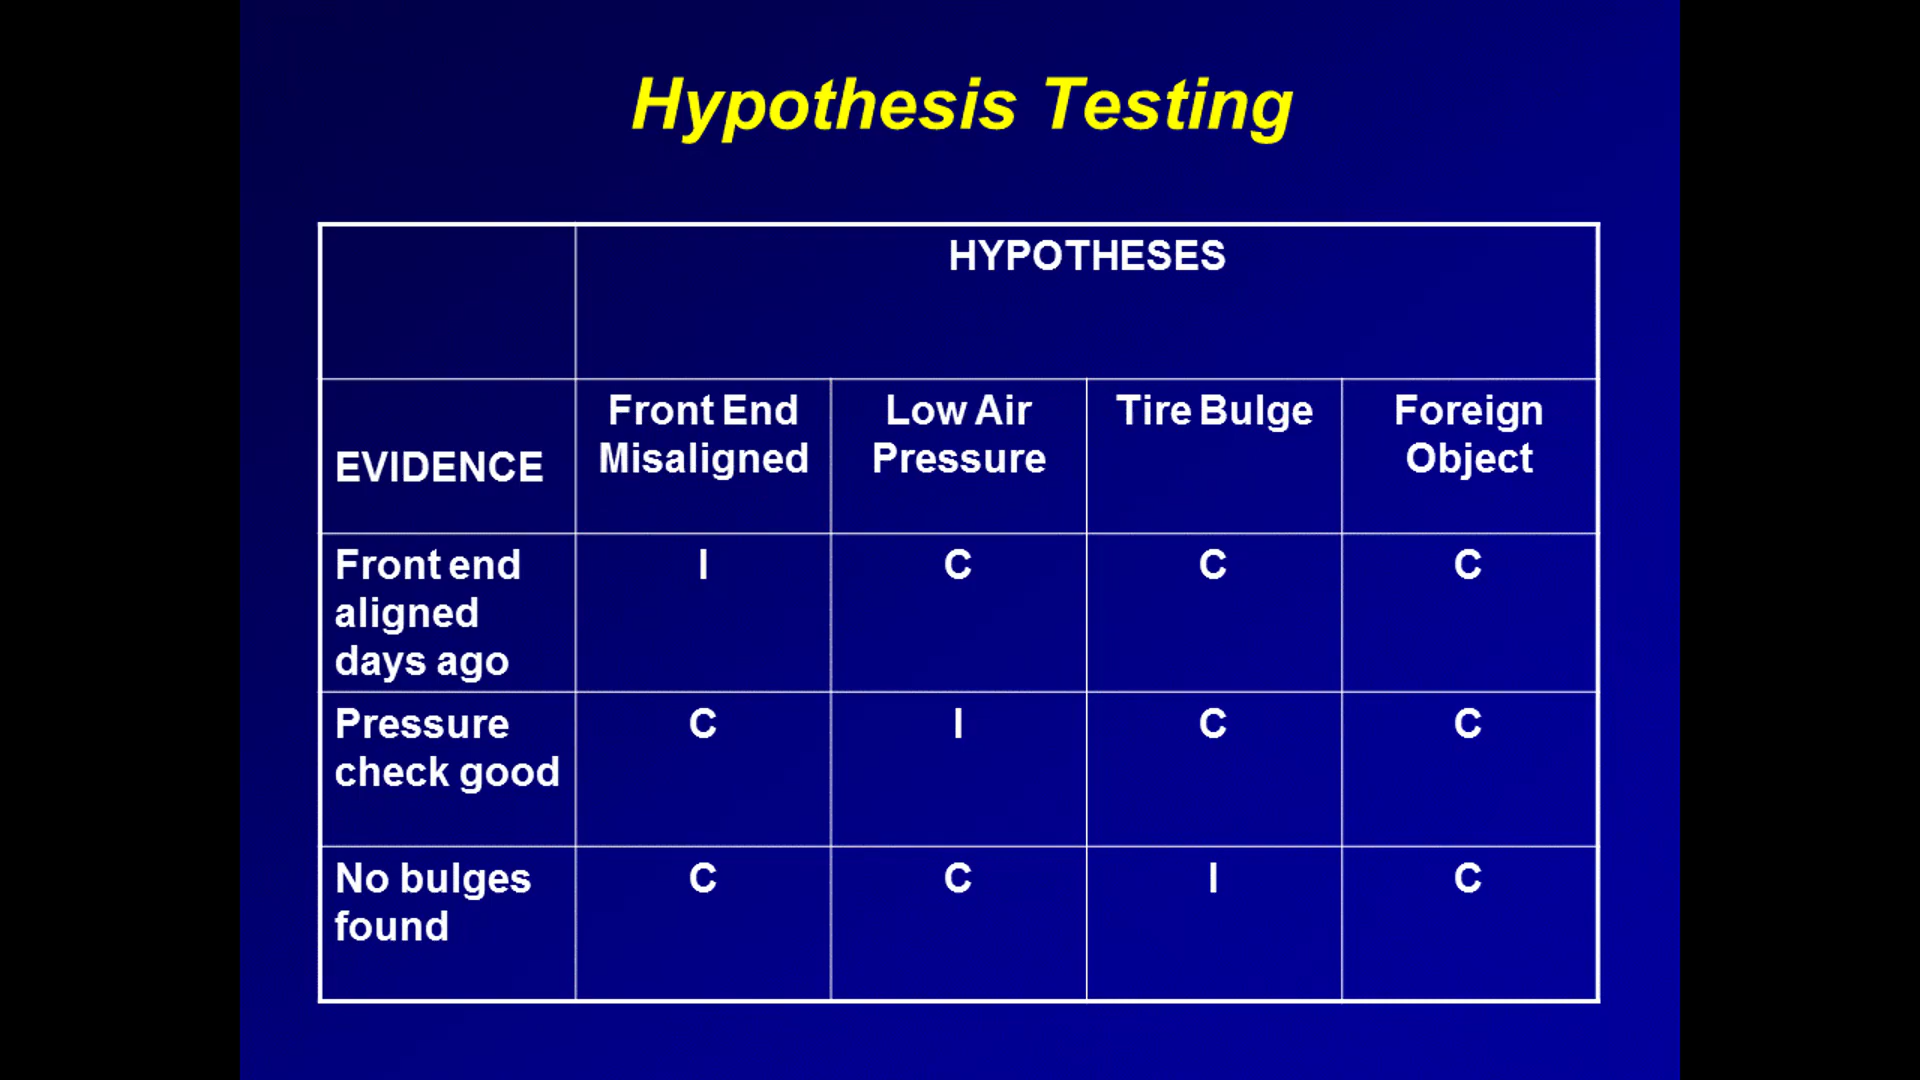 Hypothesis Testing
HYPOTHESES
EVIDENCE
Front End
Misaligned
Low Air
Pressure
Tire Bulge
Foreign
Object
Front end
aligned
days ago
I
C
C
C
Pressure
check good
C
I
C
C
No bulges
found
C
C
I
C